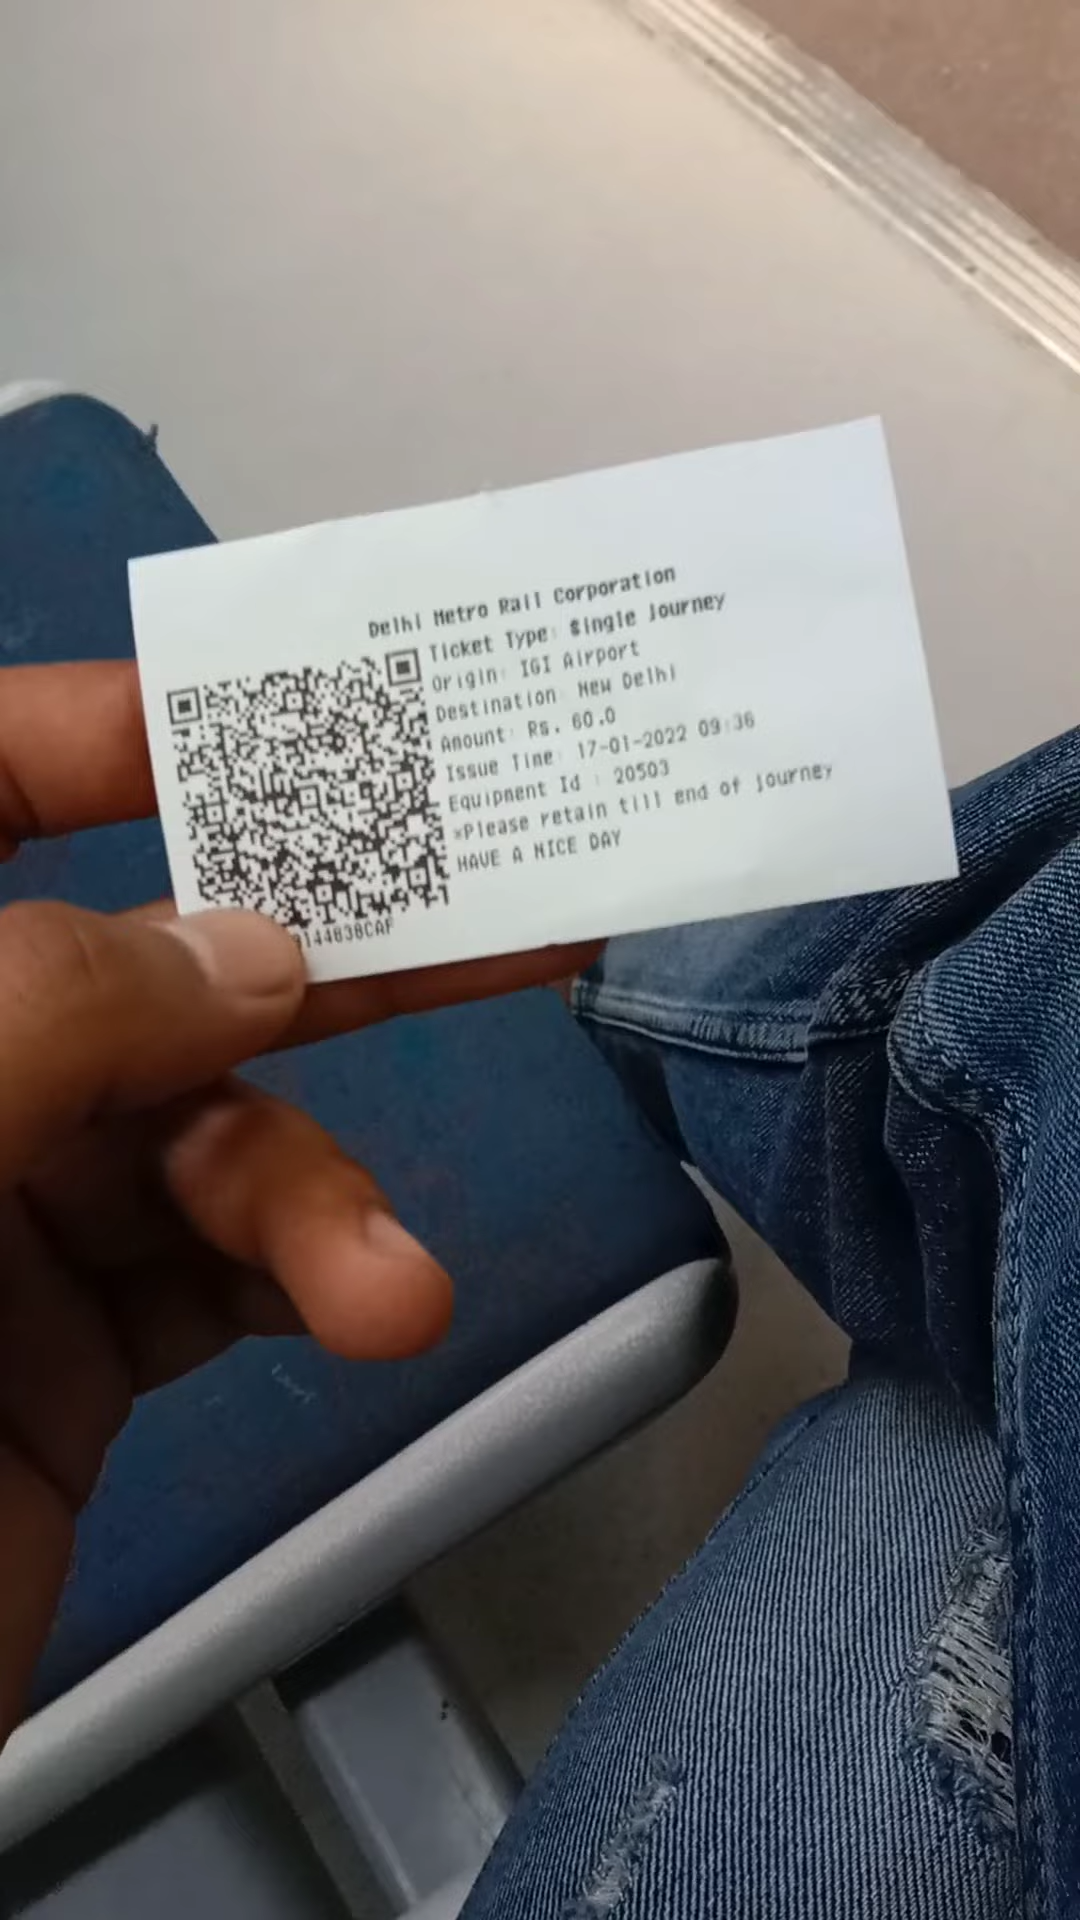 Delhi Metro Rail Corporation
Ticket Type: Single Journey
Origin: IGI Airport
Destination: New Delhi
Amount: Rs. 60.0
Issue Time: 17-01-2022 09:36
Equipment Id : 20503
*Please retain till end of journey
HAVE A NICE DAY